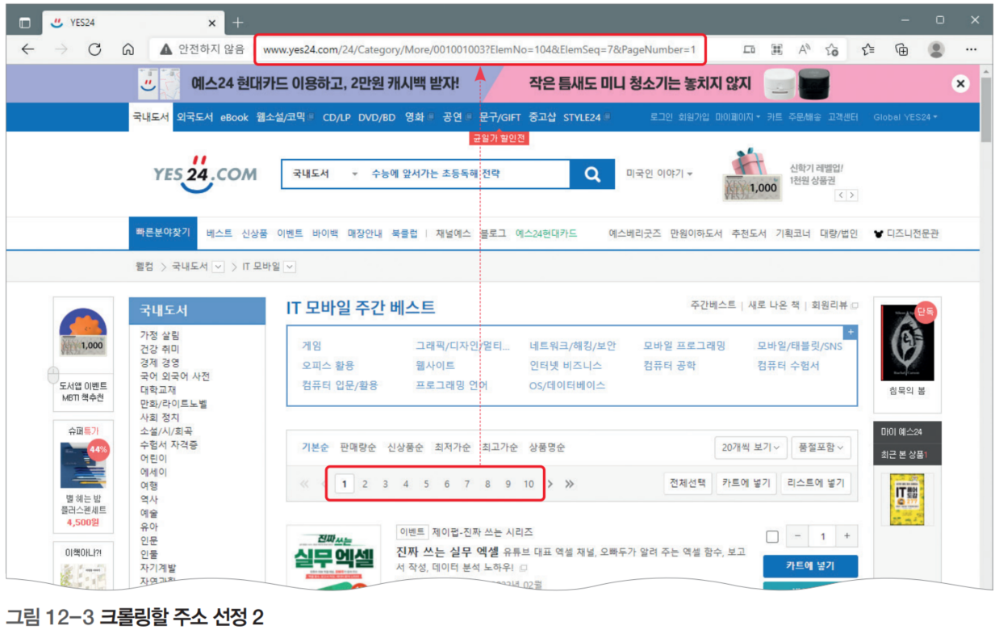 YES24
안전하지 않음 www.yes24.com/24/Category/More/001001003?ElemNo=104&ElemSeq=7&PageNumber=1
예스24 현대카드 이용하고, 2만원 캐시백 받자! 작은 틈새도 미니 청소기는 놓치지 않지
국내도서 외국도서 eBook 웹소설/코믹 CD/LP DVD/BD 영화 공연 문구/GIFT 중고샵 STYLE24 로그인 회원가입 마이페이지 카트 주문/배송 고객센터 Global YES24
균일가 할인전
YES24.COM 국내도서 수능에 앞서가는 초등독해 전략 미국인 이야기
신학기 레벨업!
1천원 상품권
1,000
빠른분야찾기 베스트 신상품 이벤트 바이백 매장안내 북클럽 채널예스 블로그 예스24현대카드 예스베리굿즈 만원이하도서 추천도서 기획코너 대량/법인 디즈니전문관
웰컴 > 국내도서 > IT 모바일
1,000
도서앱 이벤트
MBTI 책추천
슈퍼특가
44%
별 헤는 밤
플러스펜세트
4,500원
이책아나?!
국내도서
가정 살림
건강 취미
경제 경영
국어 외국어 사전
대학교재
만화/라이트노벨
사회 정치
소설/시/희곡
수험서 자격증
어린이
에세이
여행
역사
예술
유아
인문
인물
자기계발
자연과학
IT 모바일 주간 베스트
주간베스트 | 새로 나온 책 | 회원리뷰
게임 그래픽/디자인/멀티... 네트워크/해킹/보안 모바일 프로그래밍 모바일/태블릿/SNS
오피스 활용 웹사이트 인터넷 비즈니스 컴퓨터 공학 컴퓨터 수험서
컴퓨터 입문/활용 프로그래밍 언어 OS/데이터베이스
기본순 판매량순 신상품순 최저가순 최고가순 상품명순 20개씩 보기 품절포함
1 2 3 4 5 6 7 8 9 10 전체선택 카트에 넣기 리스트에 넣기
진짜 쓰는
실무 엑셀
이벤트 제이펍-진짜 쓰는 시리즈
진짜 쓰는 실무 엑셀 유튜브 대표 엑셀 채널, 오빠두가 알려 주는 엑셀 함수, 보고
서 작성, 데이터 분석 노하우!
1
카트에 넣기
단독
침묵의 봄
마이 예스24
최근 본 상품1
그림 12-3 크롤링할 주소 선정 2